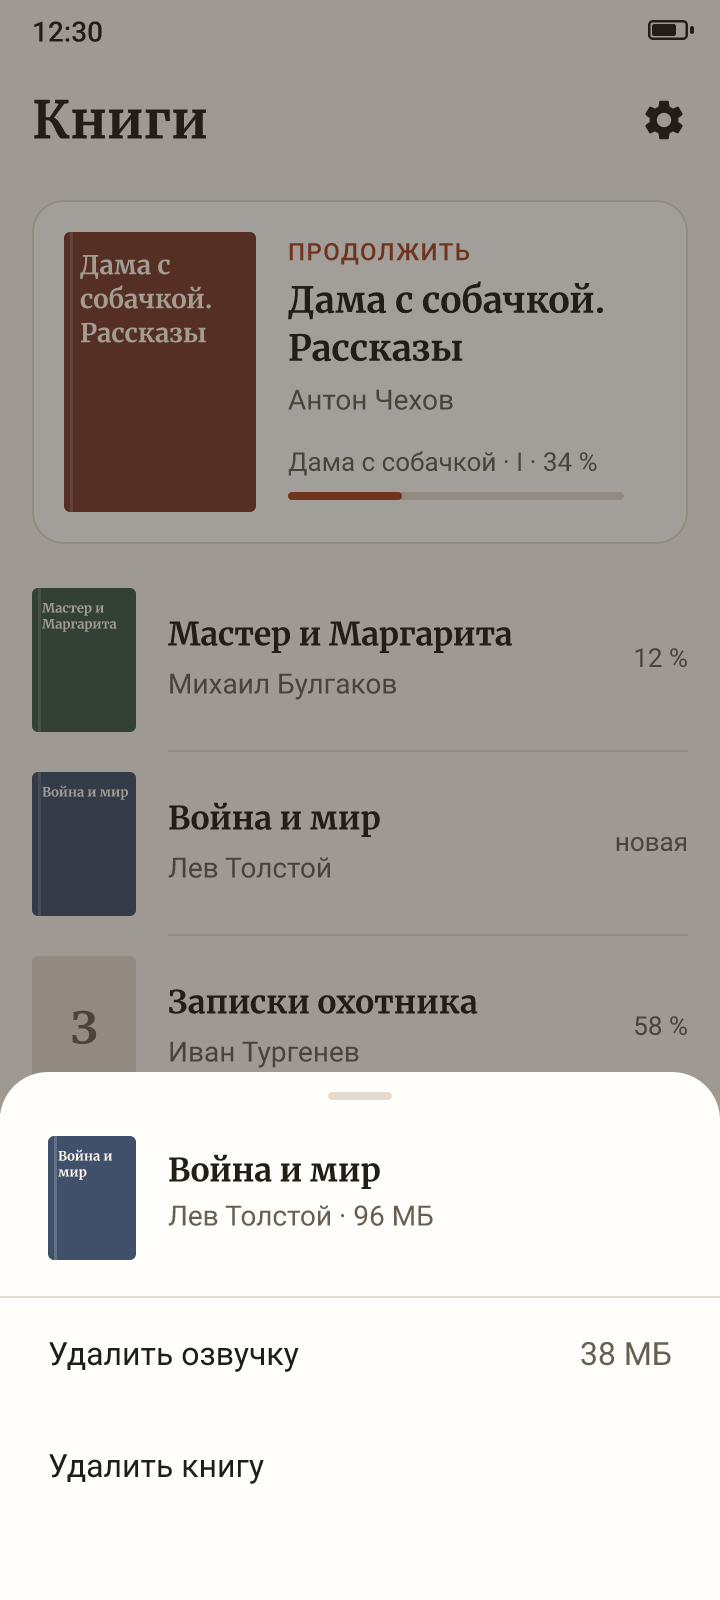 12:30
Книги
Дама с
собачкой.
Рассказы
ПРОДОЛЖИТЬ
Дама с собачкой.
Рассказы
Антон Чехов
Дама с собачкой · I · 34 %
Мастер и
Маргарита
Мастер и Маргарита
Михаил Булгаков
12 %
Война и мир
Война и мир
Лев Толстой
новая
З
Записки охотника
Иван Тургенев
58 %
Война и
мир
Война и мир
Лев Толстой · 96 МБ
Удалить озвучку 38 МБ
Удалить книгу